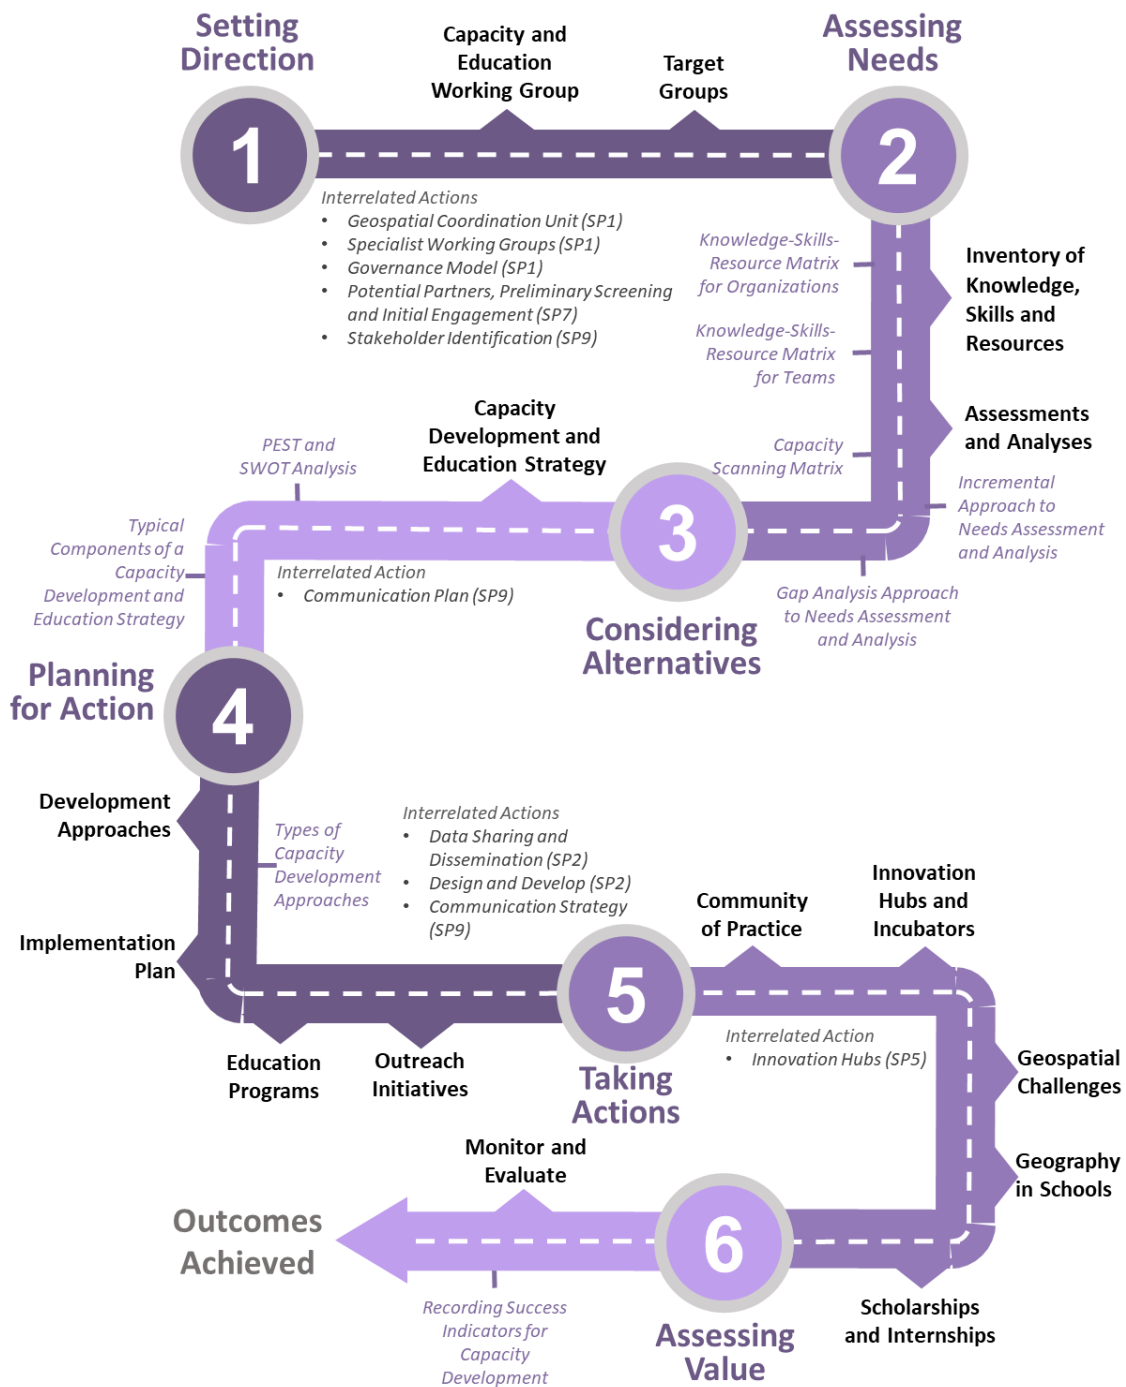 Setting
Direction
1
Capacity and
Education
Working Group
Target
Groups
Assessing
Needs
2
Interrelated Actions
• Geospatial Coordination Unit (SP1)
• Specialist Working Groups (SP1)
• Governance Model (SP1)
• Potential Partners, Preliminary Screening
and Initial Engagement (SP7)
• Stakeholder Identification (SP9)
Knowledge-Skills-
Resource Matrix
for Organizations
Knowledge-Skills-
Resource Matrix
for Teams
Capacity
Scanning Matrix
Inventory of
Knowledge,
Skills and
Resources
Assessments
and Analyses
Incremental
Approach to
Needs Assessment
and Analysis
Gap Analysis Approach
to Needs Assessment
and Analysis
3
Considering
Alternatives
Capacity
Development and
Education Strategy
PEST and
SWOT Analysis
Typical
Components of a
Capacity
Development and
Education Strategy
Interrelated Action
• Communication Plan (SP9)
Planning
for Action
4
Development
Approaches
Types of
Capacity
Development
Approaches
Implementation
Plan
Interrelated Actions
• Data Sharing and
Dissemination (SP2)
• Design and Develop (SP2)
• Communication Strategy
(SP9)
Education
Programs
Outreach
Initiatives
5
Taking
Actions
Community
of Practice
Innovation
Hubs and
Incubators
Interrelated Action
• Innovation Hubs (SP5)
Geospatial
Challenges
Geography
in Schools
Scholarships
and Internships
6
Assessing
Value
Monitor and
Evaluate
Recording Success
Indicators for
Capacity
Development
Outcomes
Achieved